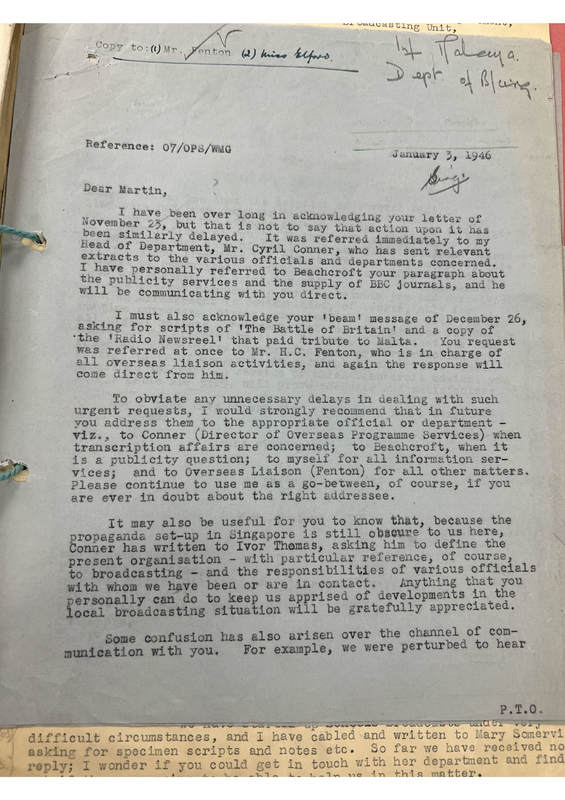 Broadcasting Unit,
Copy to: (1) Mr. Fenton (2) Miss Elford.
Inf Malaya.
Dept of B/cing.
Reference: 07/OPS/WMG
January 3, 1946
Dear Martin,
?
I have been over long in acknowledging your letter of
November 23, but that is not to say that action upon it has
been similarly delayed. It was referred immediately to my
Head of Department, Mr. Cyril Conner, who has sent relevant
extracts to the various officials and departments concerned.
I have personally referred to Beachcroft your paragraph about
the publicity services and the supply of BBC journals, and he
will be communicating with you direct.
I must also acknowledge your 'beam' message of December 26,
asking for scripts of 'The Battle of Britain' and a copy of
the 'Radio Newsreel' that paid tribute to Malta. You request
was referred at once to Mr. H.C. Fenton, who is in charge of
all overseas liaison activities, and again the response will
come direct from him.
To obviate any unnecessary delays in dealing with such
urgent requests, I would strongly recommend that in future
you address them to the appropriate official or department -
viz., to Conner (Director of Overseas Programme Services) when
transcription affairs are concerned; to Beachcroft, when it
is a publicity question; to myself for all information ser-
vices; and to Overseas Liaison (Fenton) for all other matters.
Please continue to use me as a go-between, of course, if you
are ever in doubt about the right addressee.
It may also be useful for you to know that, because the
propaganda set-up in Singapore is still obscure to us here,
Conner has written to Ivor Thomas, asking him to define the
present organisation - with particular reference, of course,
to broadcasting - and the responsibilities of various officials
with whom we have been or are in contact. Anything that you
personally can do to keep us apprised of developments in the
local broadcasting situation will be gratefully appreciated.
Some confusion has also arisen over the channel of com-
munication with you. For example, we were perturbed to hear
P.T.O.
difficult circumstances, and I have cabled and written to Mary Somervi
asking for specimen scripts and notes etc. So far we have received no
reply; I wonder if you could get in touch with her department and find
to help us in this matter.